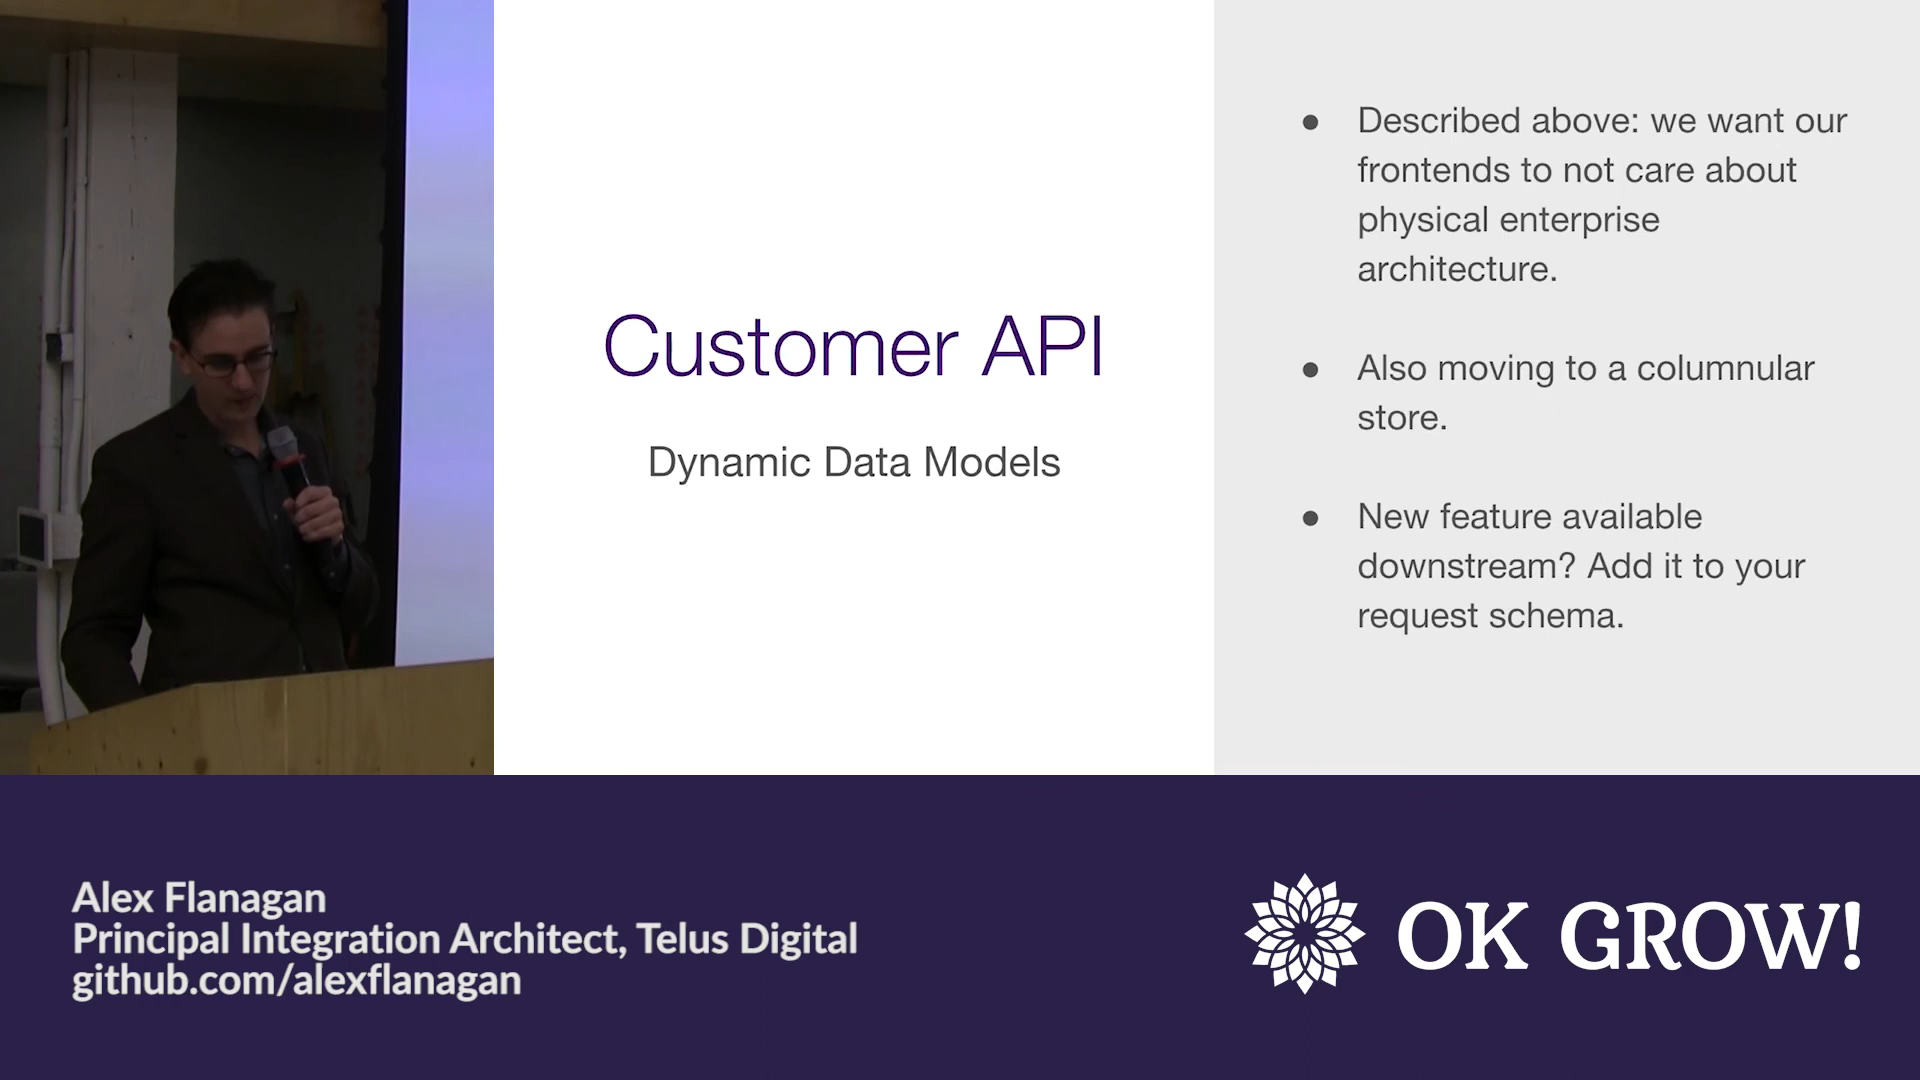 Customer API
Dynamic Data Models
● Described above: we want our
frontends to not care about
physical enterprise
architecture.
● Also moving to a columnular
store.
● New feature available
downstream? Add it to your
request schema.
Alex Flanagan
Principal Integration Architect, Telus Digital
github.com/alexflanagan
OK GROW!